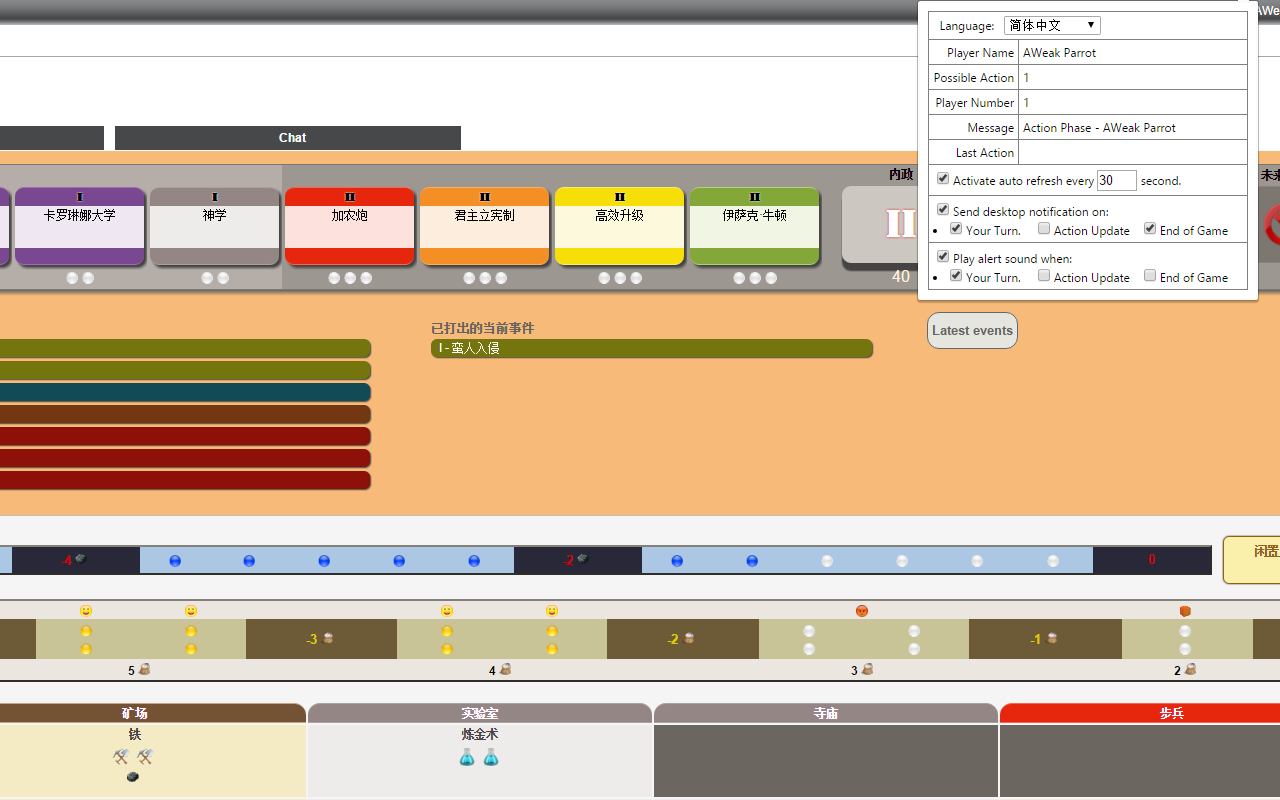 AWe
Language: 简体中文
Player Name AWeak Parrot
Possible Action 1
Player Number 1
Message Action Phase - AWeak Parrot
Last Action
Activate auto refresh every 30 second.
Send desktop notification on:
Your Turn. Action Update End of Game
Play alert sound when:
Your Turn. Action Update End of Game
Latest events
Chat
内政
未来
I
卡罗琳娜大学
I
神学
II
加农炮
II
君主立宪制
II
高效升级
II
伊萨克·牛顿
II
40
已打出的当前事件
I - 蛮人入侵
-4 -2 0
闲置
-3 -2 -1
5 4 3 2
矿场 实验室 寺庙 步兵
铁 炼金术